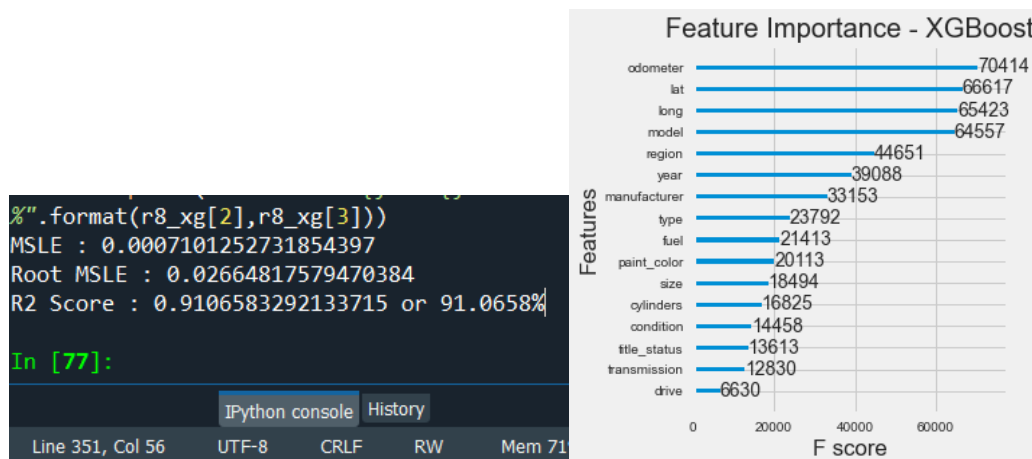 %".format(r8_xg[2],r8_xg[3]))
MSLE : 0.0007101252731854397
Root MSLE : 0.02664817579470384
R2 Score : 0.9106583292133715 or 91.0658%
In [77]:
IPython console History
Line 351, Col 56 UTF-8 CRLF RW Mem 71%
Feature Importance - XGBoost
Features
odometer 70414
lat 66617
long 65423
model 64557
region 44651
year 39088
manufacturer 33153
type 23792
fuel 21413
paint_color 20113
size 18494
cylinders 16825
condition 14458
title_status 13613
transmission 12830
drive 6630
0 20000 40000 60000
F score